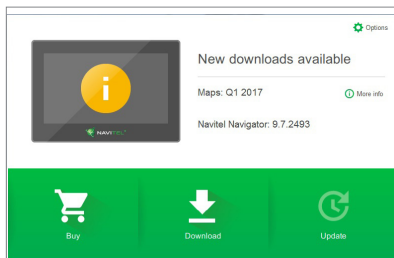 Options
New downloads available
Maps: Q1 2017
More info
Navitel Navigator: 9.7.2493
NAVITEL
Buy
Download
Update